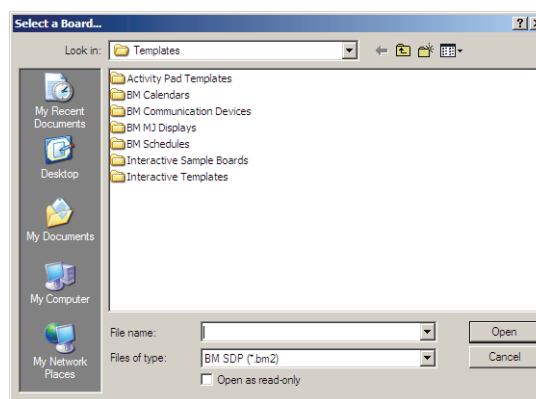 Select a Board...
Look in: Templates
My Recent
Documents
Desktop
My Documents
My Computer
My Network
Places
Activity Pad Templates
BM Calendars
BM Communication Devices
BM MJ Displays
BM Schedules
Interactive Sample Boards
Interactive Templates
File name: Open
Files of type: BM SDP (*.bm2) Cancel
Open as read-only